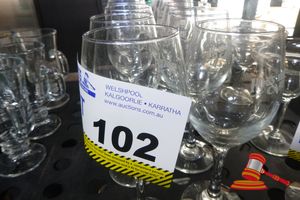 WELSHPOOL
KALGOORLIE • KARRATHA
www.auctions.com.au
102